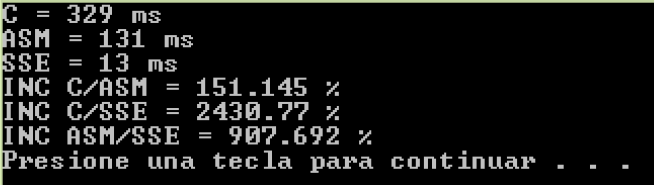 C = 329 ms
ASM = 131 ms
SSE = 13 ms
INC C/ASM = 151.145 %
INC C/SSE = 2430.77 %
INC ASM/SSE = 907.692 %
Presione una tecla para continuar . . .